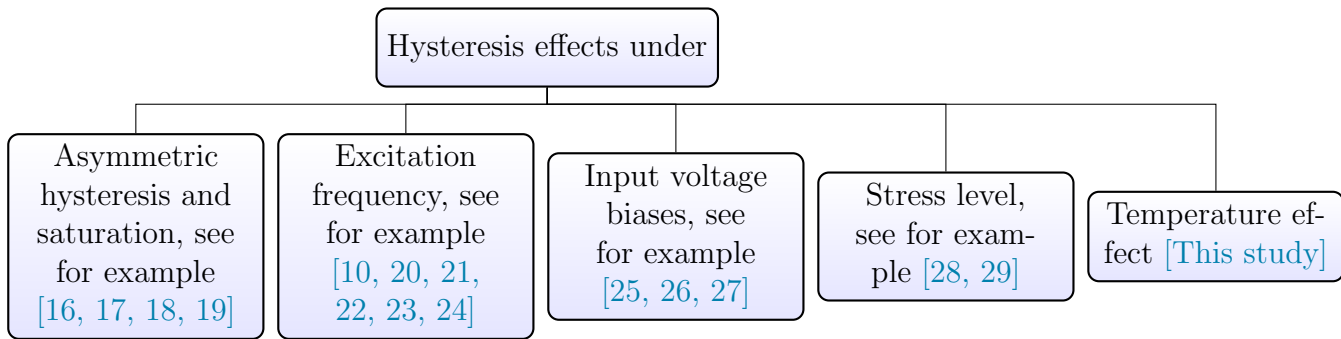 Hysteresis effects under
Asymmetric
hysteresis and
saturation, see
for example
[16, 17, 18, 19]
Excitation
frequency, see
for example
[10, 20, 21,
22, 23, 24]
Input voltage
biases, see
for example
[25, 26, 27]
Stress level,
see for exam-
ple [28, 29]
Temperature ef-
fect [This study]